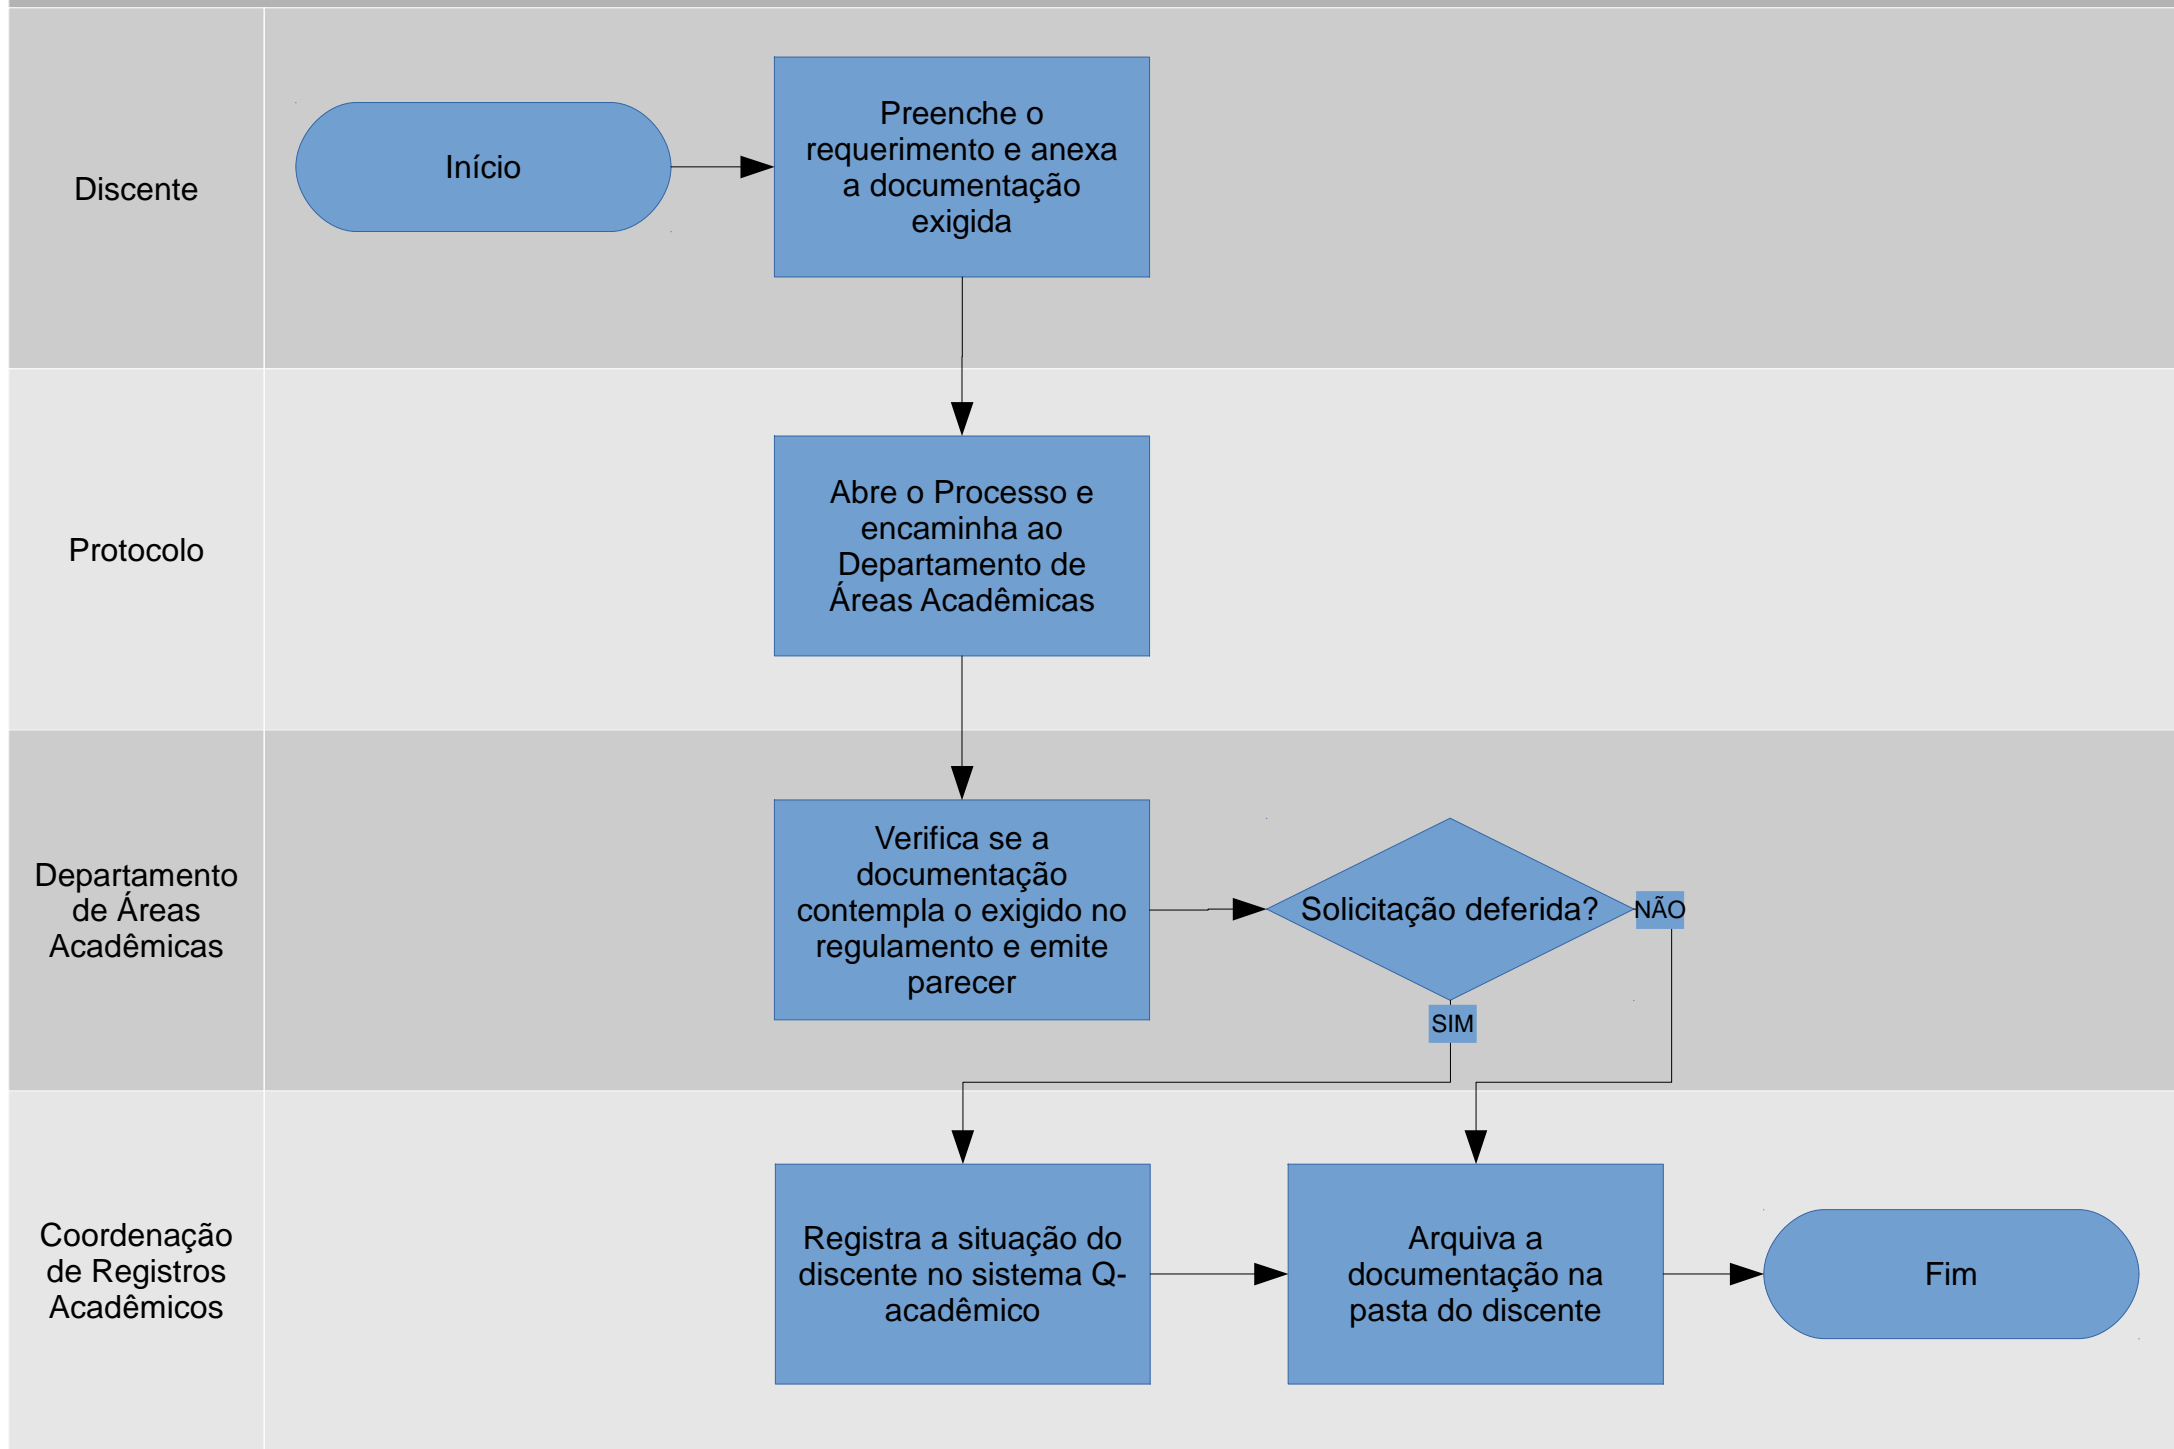 Discente
Início
Preenche o
requerimento e anexa
a documentação
exigida
Protocolo
Abre o Processo e
encaminha ao
Departamento de
Áreas Acadêmicas
Departamento
de Áreas
Acadêmicas
Verifica se a
documentação
contempla o exigido no
regulamento e emite
parecer
Solicitação deferida?
NÃO
SIM
Coordenação
de Registros
Acadêmicos
Registra a situação do
discente no sistema Q-
acadêmico
Arquiva a
documentação na
pasta do discente
Fim